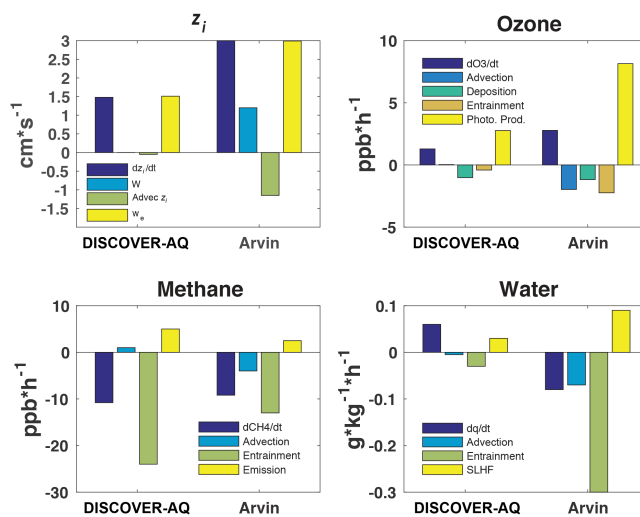 z_i
cm*s^-1
3
2.5
2
1.5
1
0.5
0
-0.5
-1
-1.5
dz_i/dt
W
Advec z_i
w_e
DISCOVER-AQ Arvin
Ozone
ppb*h^-1
10
5
0
-5
dO3/dt
Advection
Deposition
Entrainment
Photo. Prod.
DISCOVER-AQ Arvin
Methane
ppb*h^-1
10
0
-10
-20
-30
dCH4/dt
Advection
Entrainment
Emission
DISCOVER-AQ Arvin
Water
g*kg^-1*h^-1
0.1
0
-0.1
-0.2
-0.3
dq/dt
Advection
Entrainment
SLHF
DISCOVER-AQ Arvin